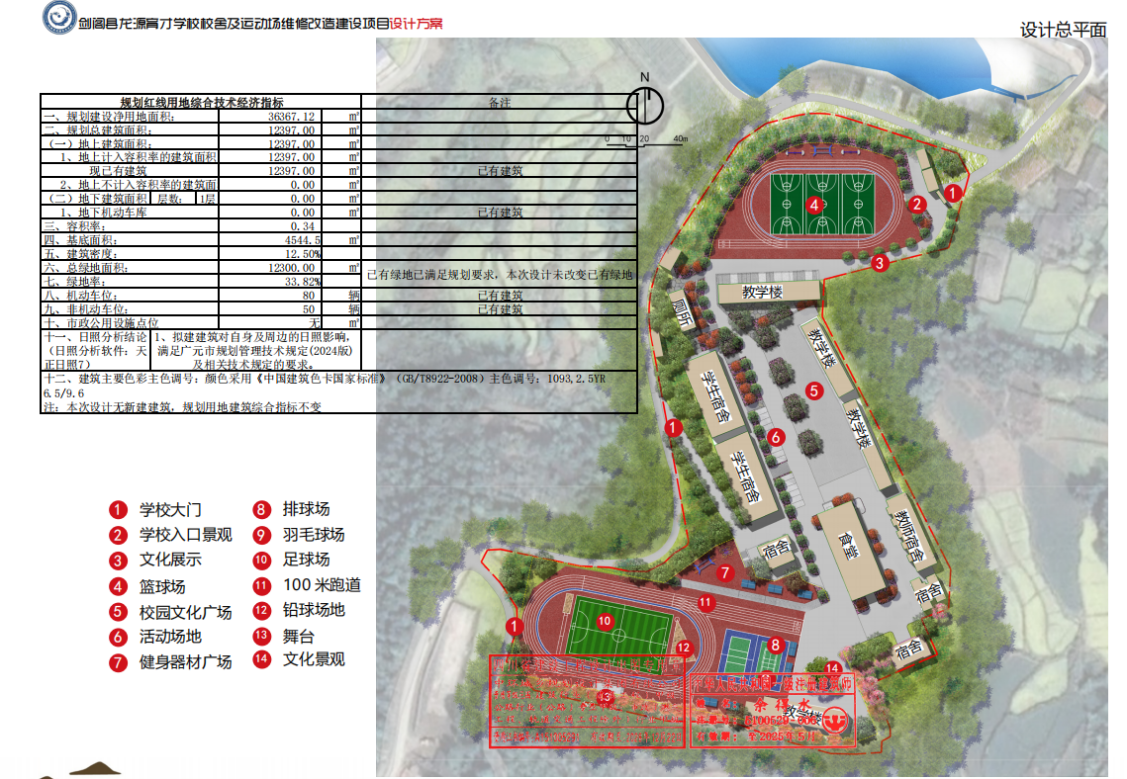 剑阁县龙源育才学校校舍及运动场维修改造建设项目设计方案
设计总平面
规划红线用地综合技术经济指标 备注
一、规划建设净用地面积: 36367.12 ㎡
二、规划总建筑面积: 12397.00 ㎡
(一)地上建筑面积: 12397.00 ㎡
1、地上计入容积率的建筑面积 12397.00 ㎡
现已有建筑 12397.00 ㎡ 已有建筑
2、地上不计入容积率的建筑面 0.00 ㎡
(二)地下建筑面积 层数: 1层 0.00 ㎡
1、地下机动车库 0.00 ㎡ 已有建筑
三、容积率: 0.34
四、基底面积: 4544.5 ㎡
五、建筑密度: 12.50%
六、总绿地面积: 12300.00 ㎡
已有绿地已满足规划要求，本次设计未改变已有绿地
七、绿地率: 33.82%
八、机动车位: 80 辆 已有建筑
九、非机动车位: 50 辆 已有建筑
十、市政公用设施点位 无 ㎡
十一、日照分析结论
(日照分析软件: 天
正日照7)
1、拟建建筑对自身及周边的日照影响,
满足广元市规划管理技术规定(2024版)
及相关技术规定的要求。
十二、建筑主要色彩主色调号: 颜色采用《中国建筑色卡国家标准》(GB/T8922-2008)主色调号: 1093,2.5YR
6.5/9.6
注: 本次设计无新建建筑，规划用地建筑综合指标不变
N
0 10 20 40m
4
2
1
3
教学楼
厕所
教学楼
5
学生宿舍
教学楼
1
6
学生宿舍
教师宿舍
食堂
宿舍
7
宿舍
11
10
1
8
12
宿舍
14
13
教学楼
1 学校大门
2 学校入口景观
3 文化展示
4 篮球场
5 校园文化广场
6 活动场地
7 健身器材广场
8 排球场
9 羽毛球场
10 足球场
11 100 米跑道
12 铅球场地
13 舞台
14 文化景观